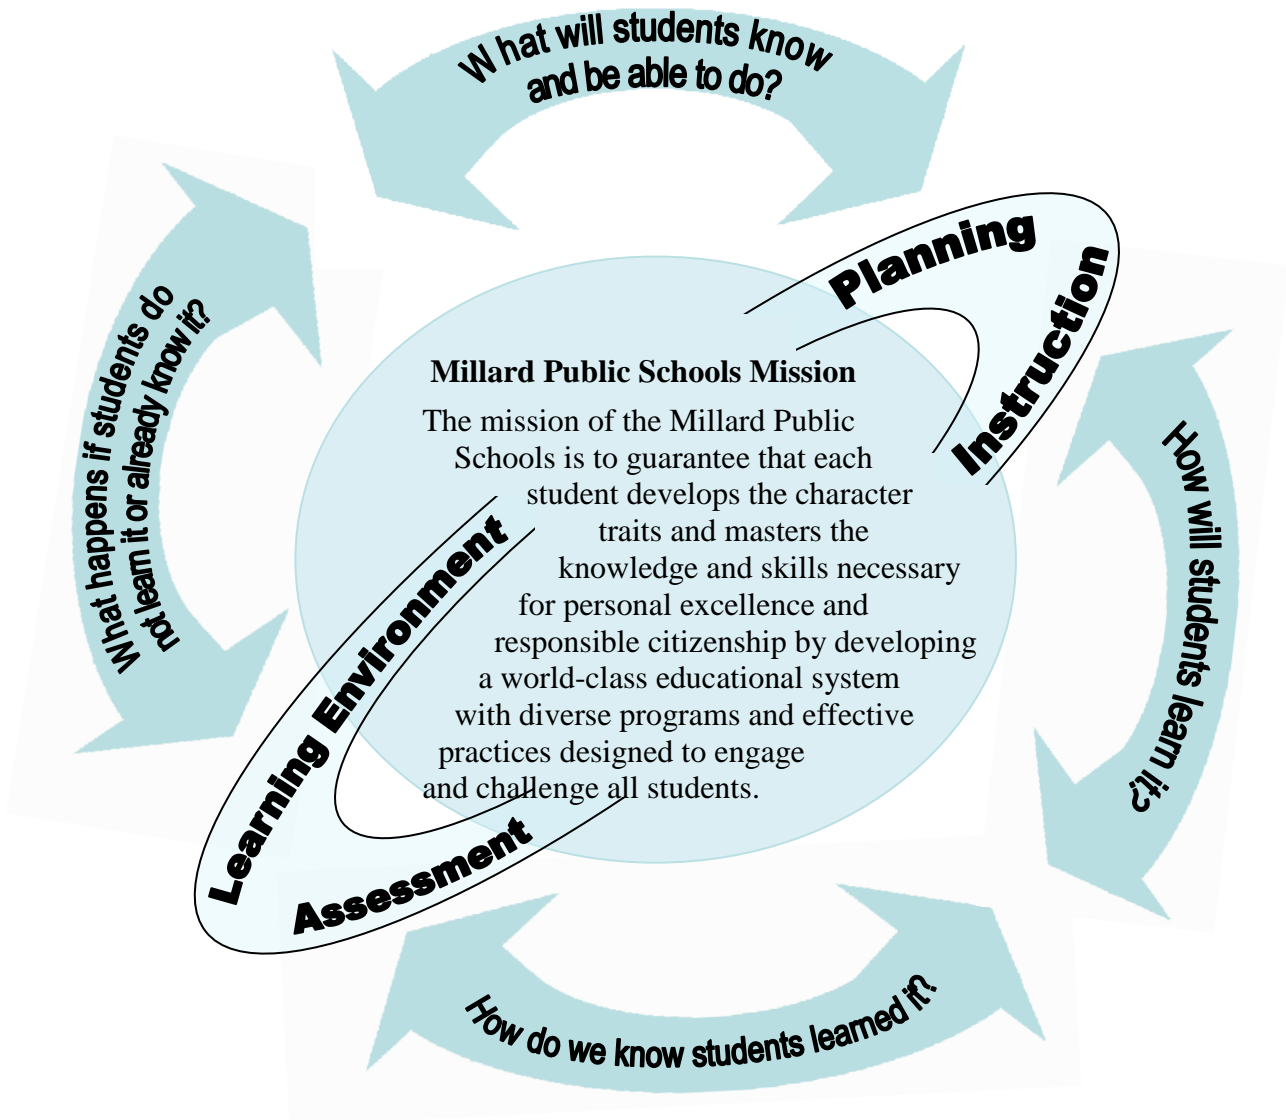 What will students know
and be able to do?
Planning
Instruction
Millard Public Schools Mission
The mission of the Millard Public
Schools is to guarantee that each
student develops the character
traits and masters the
knowledge and skills necessary
for personal excellence and
responsible citizenship by developing
a world-class educational system
with diverse programs and effective
practices designed to engage
and challenge all students.
Learning Environment
Assessment
How will students learn it?
How do we know students learned it?
What happens if students do
not learn it or already know it?